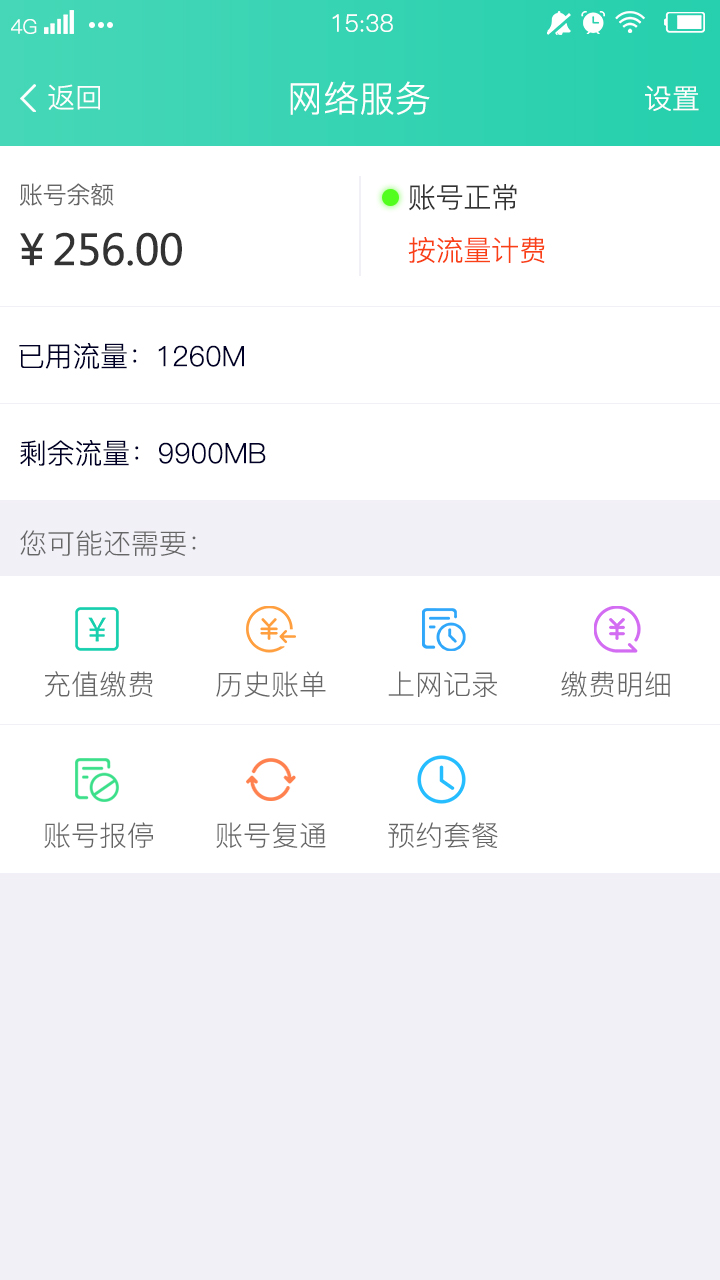 4G 15:38
返回 网络服务 设置
账号余额
¥256.00
账号正常
按流量计费
已用流量：1260M
剩余流量：9900MB
您可能还需要：
充值缴费 历史账单 上网记录 缴费明细
账号报停 账号复通 预约套餐